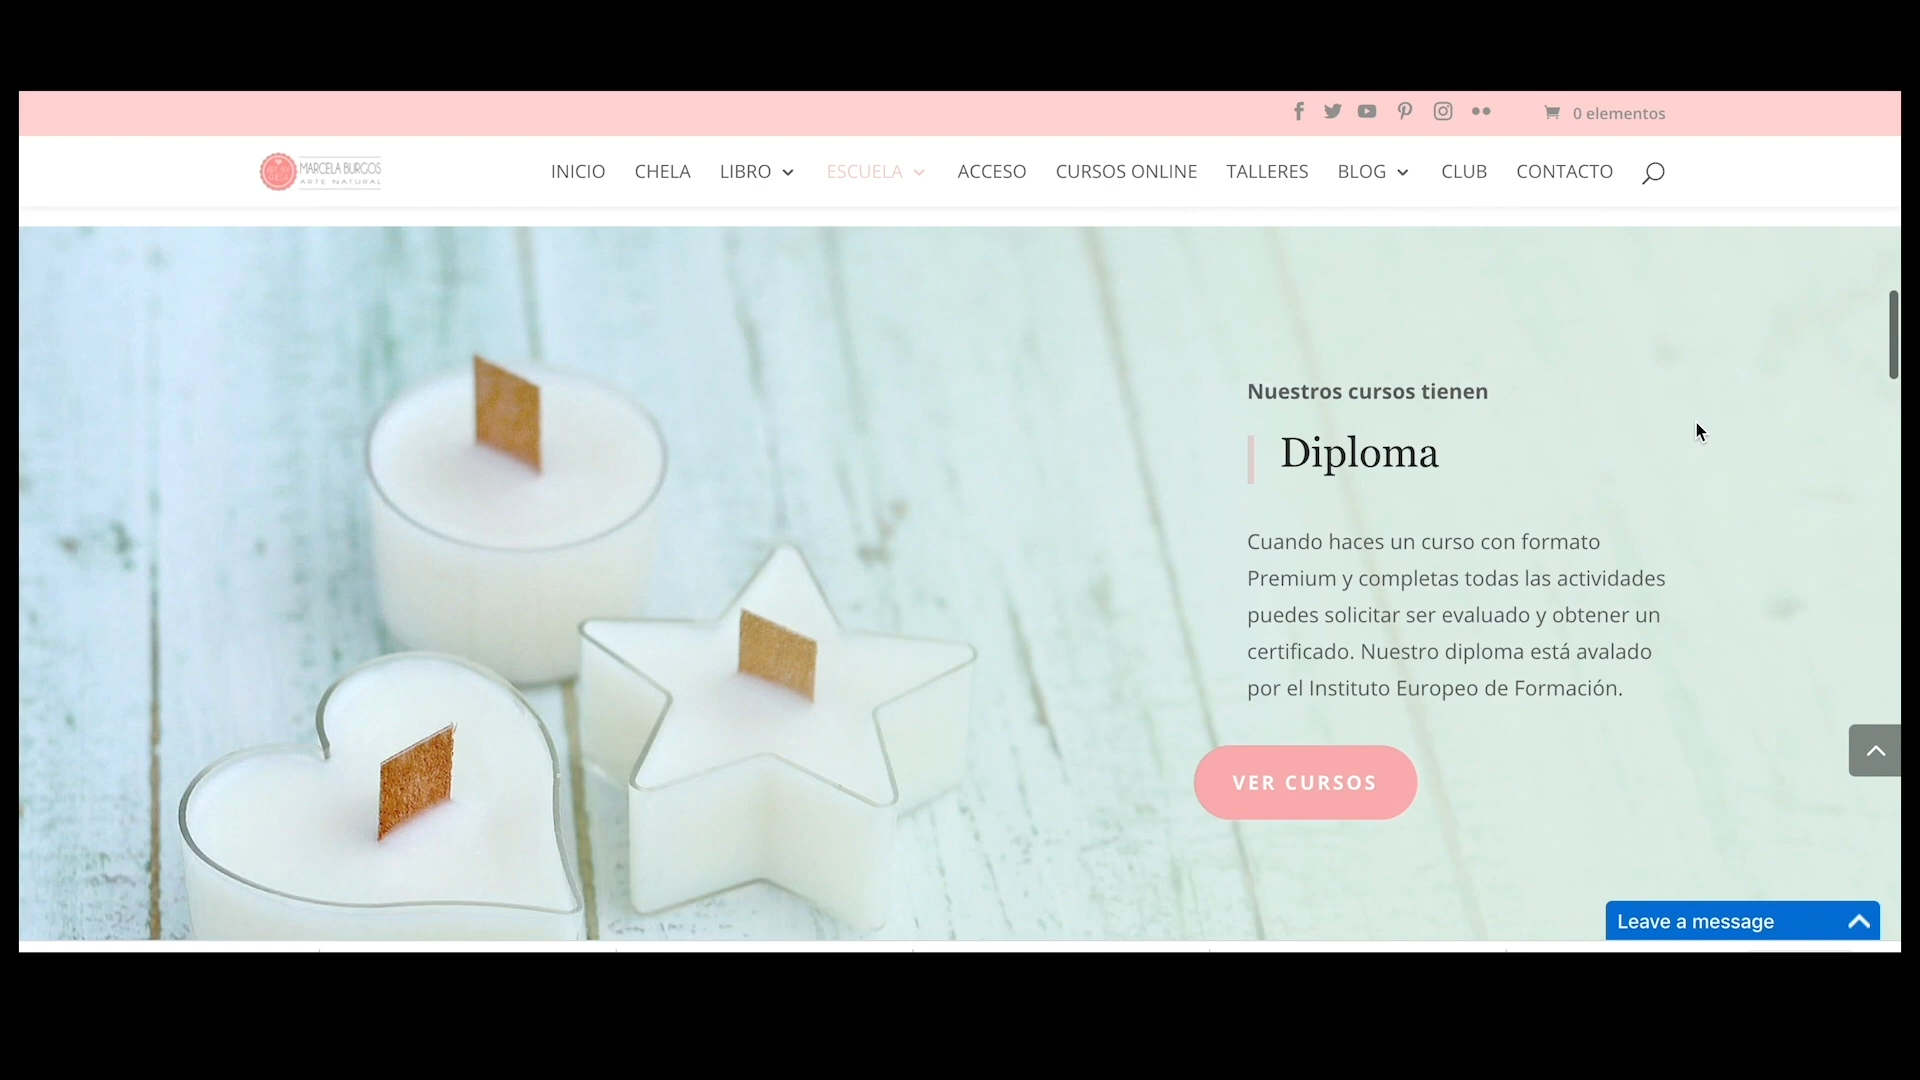 0 elementos
MARCELA BURGOS
ARTE NATURAL
INICIO
CHELA
LIBRO
ESCUELA
ACCESO
CURSOS ONLINE
TALLERES
BLOG
CLUB
CONTACTO
Nuestros cursos tienen
Diploma
Cuando haces un curso con formato
Premium y completas todas las actividades
puedes solicitar ser evaluado y obtener un
certificado. Nuestro diploma está avalado
por el Instituto Europeo de Formación.
VER CURSOS
Leave a message